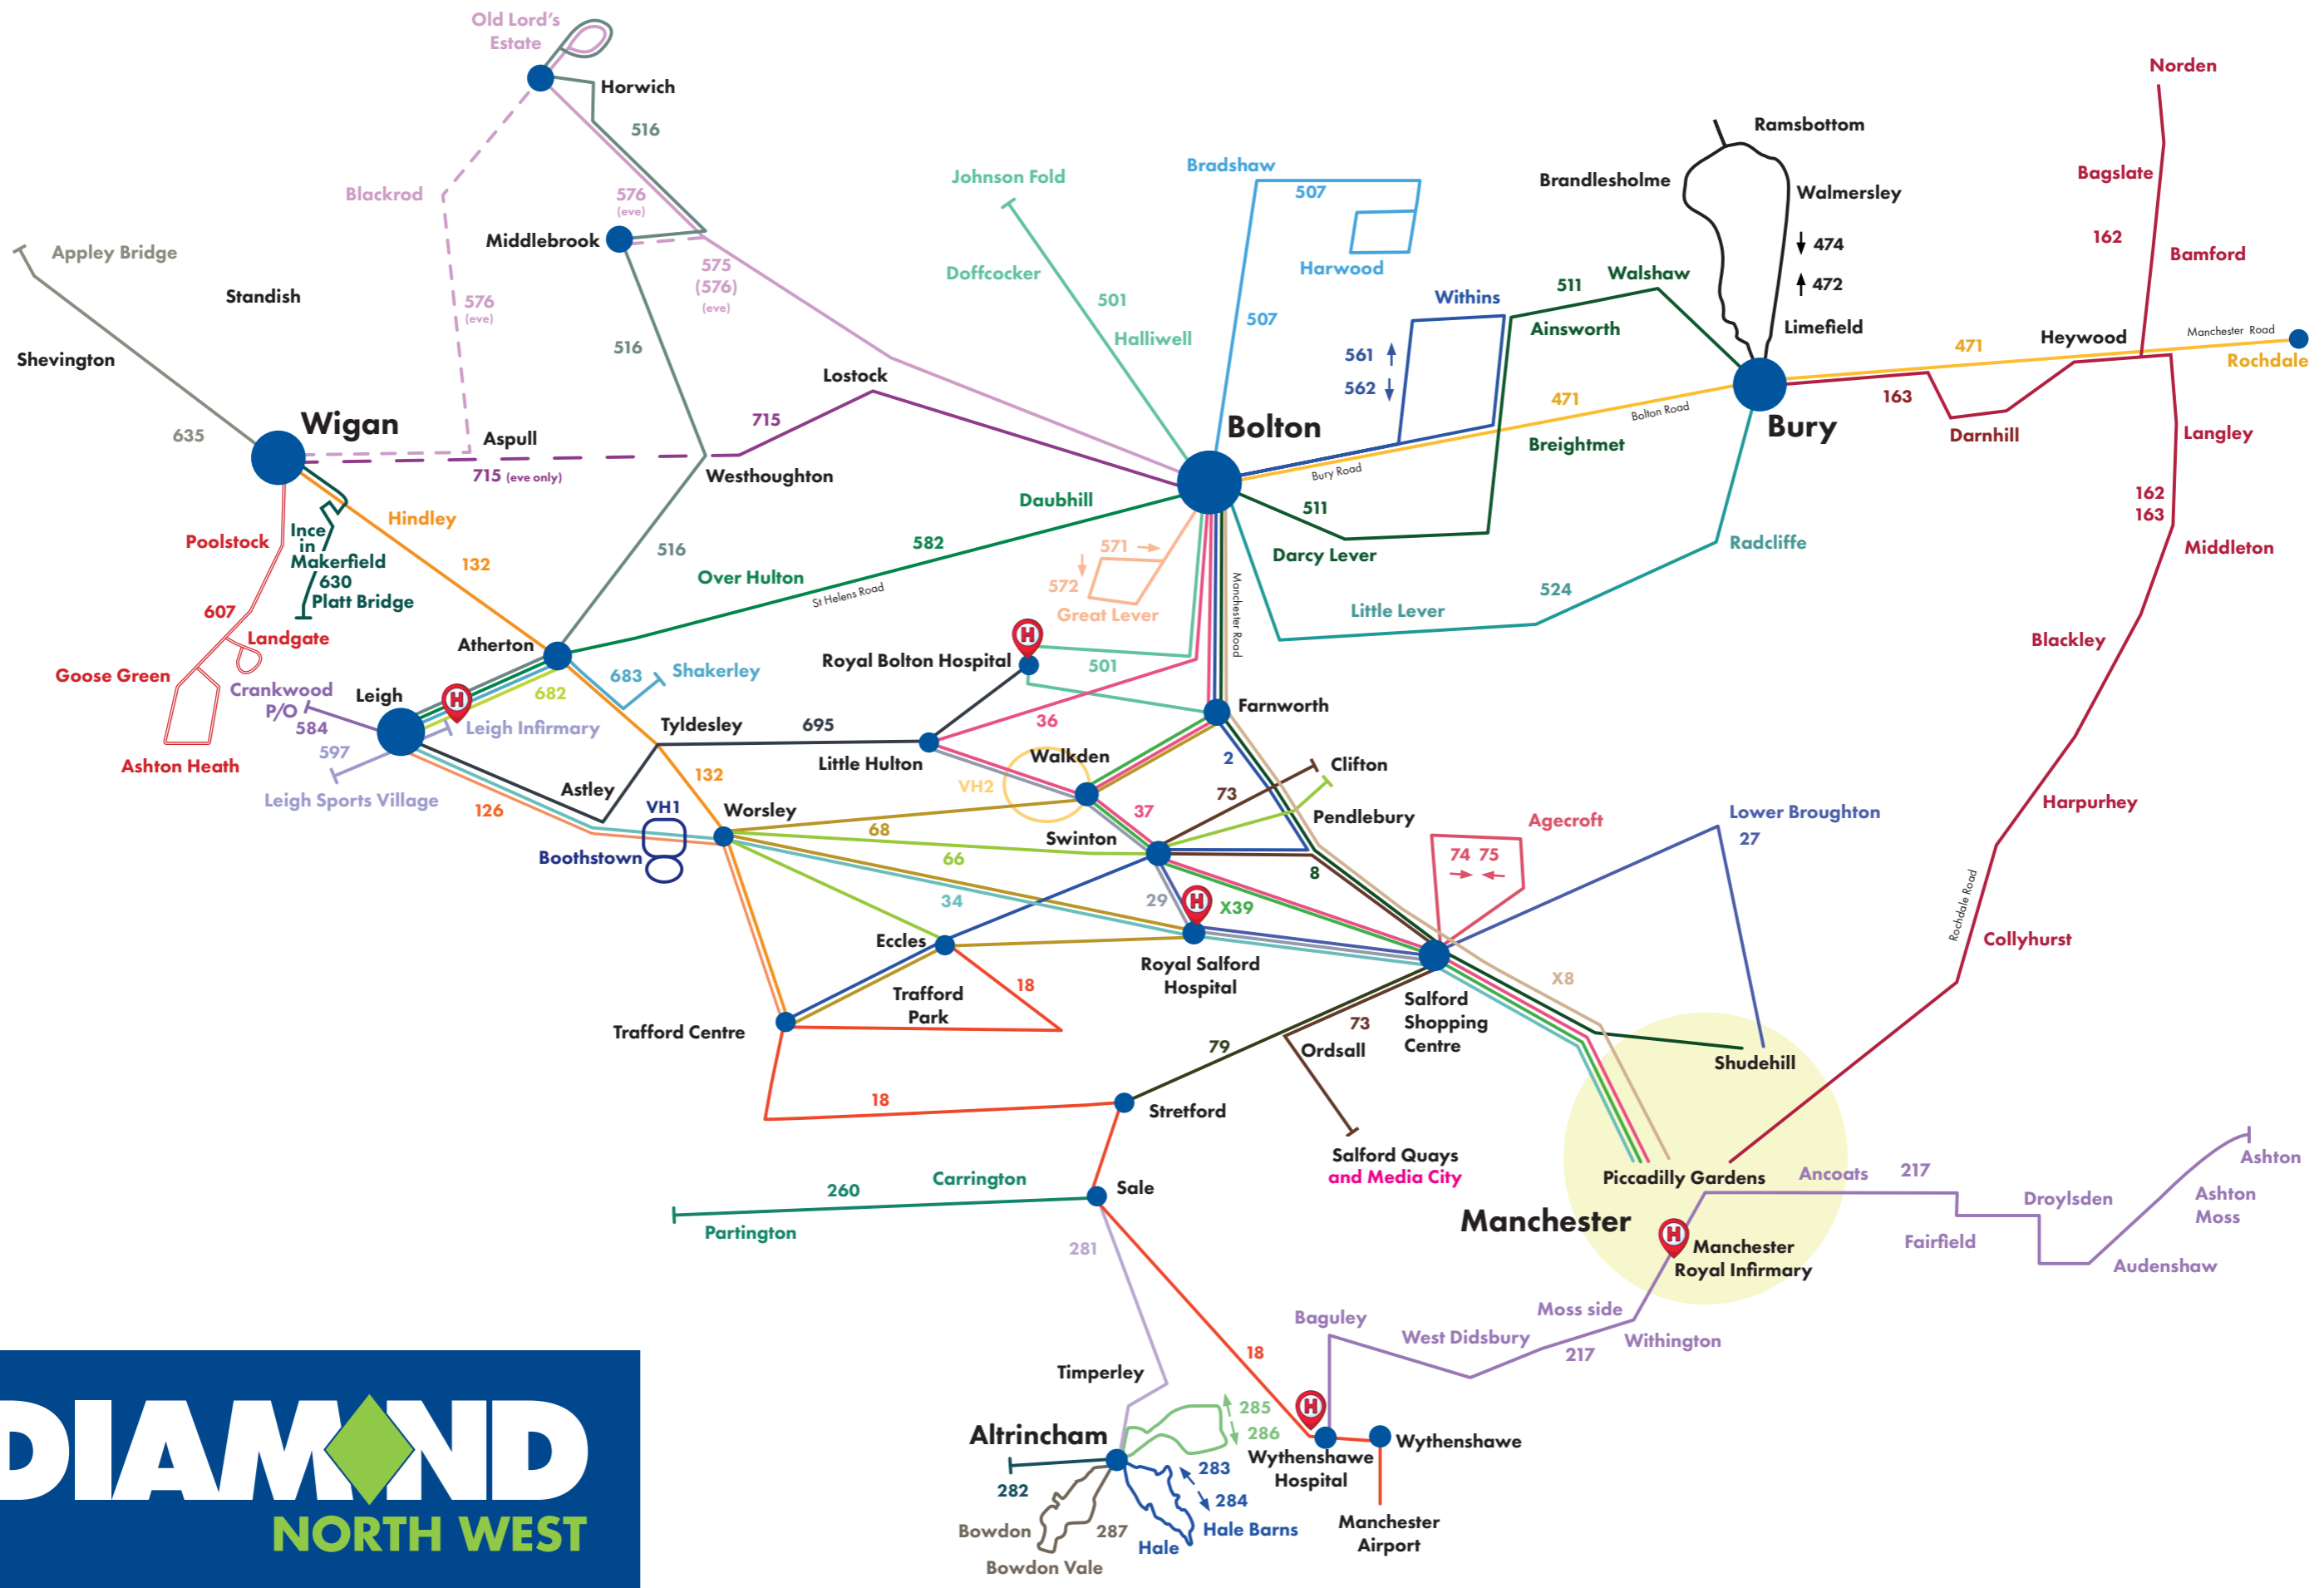 Old Lord's
Estate
Horwich
516
Norden
Ramsbottom
Brandlesholme
Walmersley
Bagslate
Bradshaw
507
Johnson Fold
Blackrod
576
(eve)
Middlebrook
474
162
Bamford
Appley Bridge
575
(576)
(eve)
Doffcocker
Harwood
Walshaw
472
511
Standish
576
(eve)
501
Withins
507
Ainsworth
Limefield
Heywood
Manchester Road
Halliwell
Shevington
516
561
562
471
Rochdale
Lostock
471
Bolton Road
163
Wigan
715
Bolton
Bury
635
Aspull
Breightmet
Darnhill
Langley
715 (eve only)
Westhoughton
Bury Road
Daubhill
162
163
Hindley
511
Ince
in
Makerfield
Poolstock
582
571
Darcy Lever
Radcliffe
Middleton
516
132
630
Over Hulton
St Helens Road
572
Manchester Road
524
Platt Bridge
607
Great Lever
Little Lever
Landgate
Atherton
H
Royal Bolton Hospital
501
Blackley
Goose Green
683
Shakerley
Crankwood
P/O
Leigh
H
682
584
Leigh Infirmary
Tyldesley
695
36
Farnworth
597
Ashton Heath
Little Hulton
Walkden
2
Clifton
Leigh Sports Village
Astley
132
VH2
73
126
VH1
Worsley
37
Pendlebury
Lower Broughton
27
Harpurhey
Boothstown
68
Swinton
Agecroft
66
74 75
8
34
29
H
X39
Rochdale Road
Eccles
Collyhurst
Royal Salford
Hospital
18
X8
Trafford
Park
Trafford Centre
Salford
Shopping
Centre
73
79
Ordsall
Shudehill
18
Stretford
Salford Quays
and Media City
Piccadilly Gardens
Ancoats
217
Ashton
Carrington
260
Sale
Droylsden
Ashton
Moss
Manchester
Partington
281
H
Manchester
Royal Infirmary
Fairfield
Audenshaw
Moss side
Baguley
West Didsbury
217
Withington
18
Timperley
285
286
H
Altrincham
Wythenshawe
Wythenshawe
Hospital
283
282
284
Bowdon
287
Hale Barns
Hale
Manchester
Airport
Bowdon Vale
DIAMOND
NORTH WEST